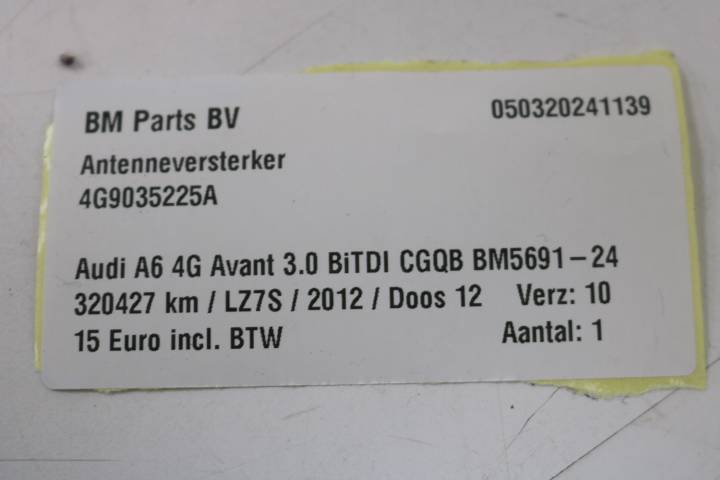 BM Parts BV 050320241139
Antenneversterker
4G9035225A
Audi A6 4G Avant 3.0 BiTDI CGQB BM5691-24
320427 km / LZ7S / 2012 / Doos 12 Verz: 10
15 Euro incl. BTW Aantal: 1